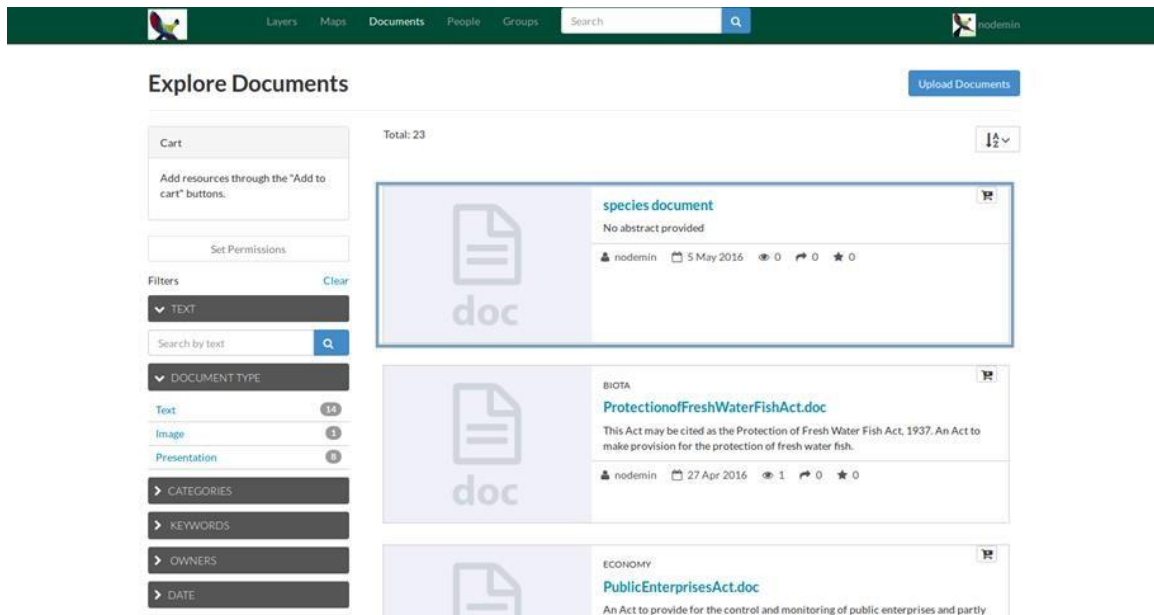 Layers Maps Documents People Groups Search nodemin
Explore Documents
Upload Documents
Cart
Add resources through the "Add to
cart" buttons.
Set Permissions
Filters Clear
TEXT
Search by text
DOCUMENT TYPE
Text 14
Image 1
Presentation 8
CATEGORIES
KEYWORDS
OWNERS
DATE
Total: 23
doc
species document
No abstract provided
nodemin 5 May 2016 0 0 0
doc
BIOTA
ProtectionofFreshWaterFishAct.doc
This Act may be cited as the Protection of Fresh Water Fish Act, 1937. An Act to
make provision for the protection of fresh water fish.
nodemin 27 Apr 2016 1 0 0
ECONOMY
PublicEnterprisesAct.doc
An Act to provide for the control and monitoring of public enterprises and partly